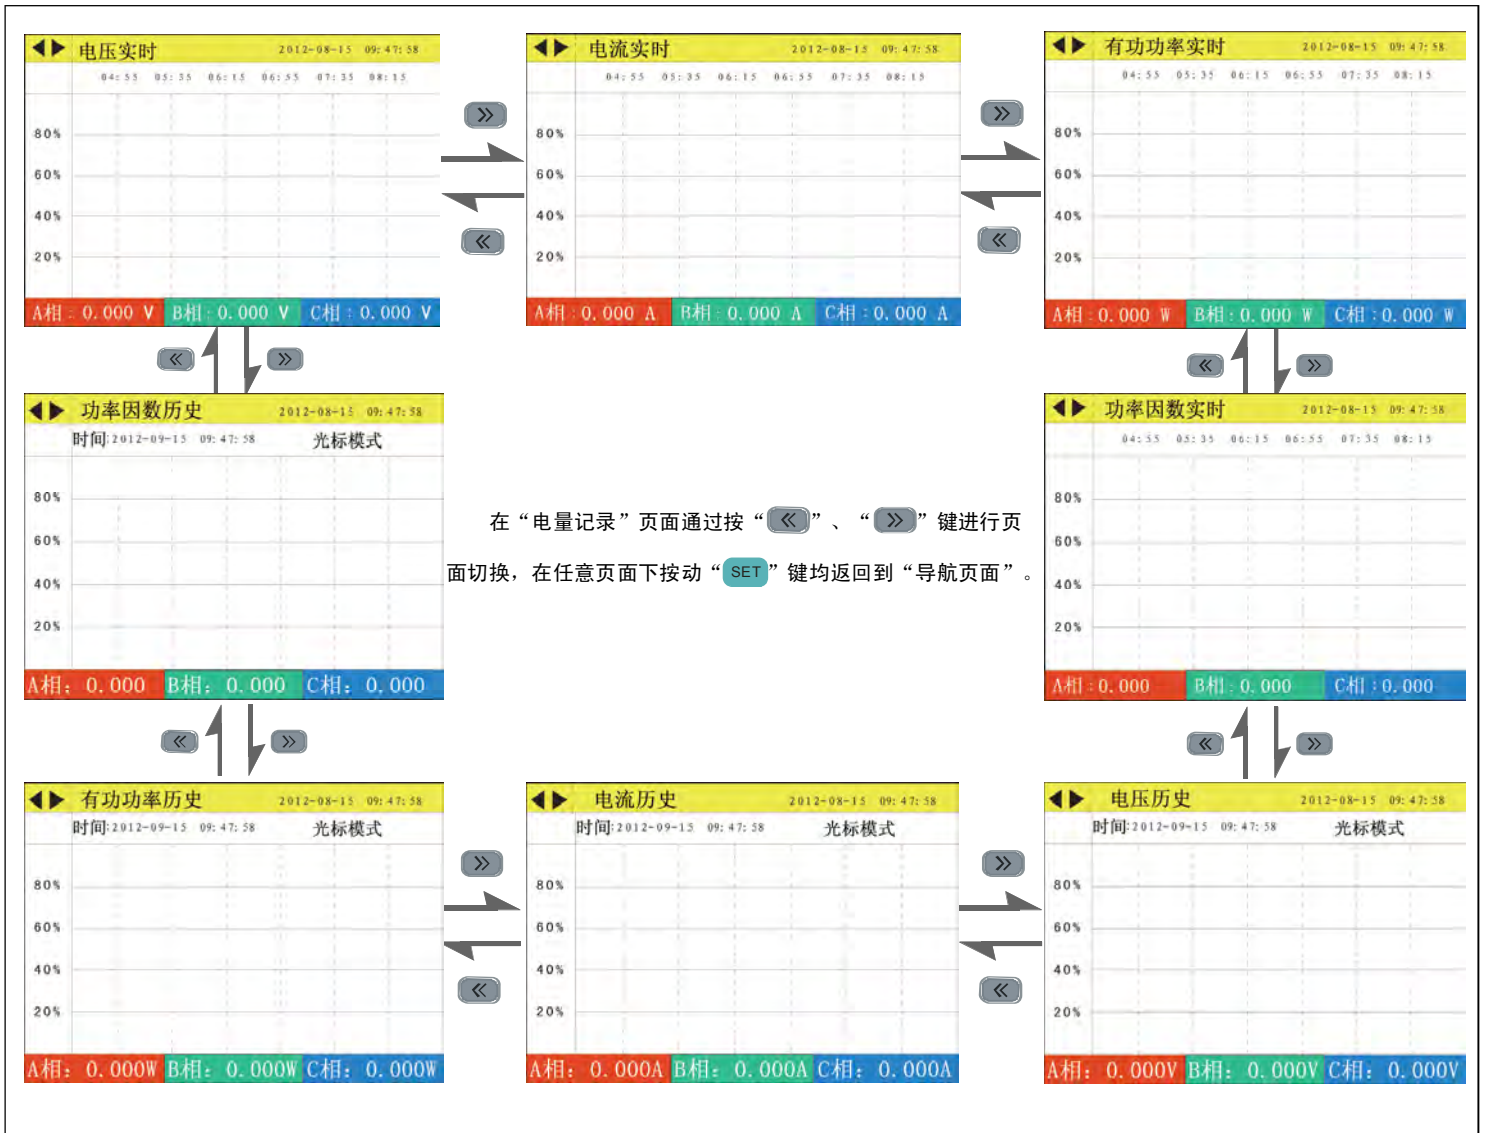 电压实时 2012-08-15 09:47:58
04:55 05:35 06:15 06:55 07:35 08:15
80%
60%
40%
20%
A相:0.000 V B相:0.000 V C相:0.000 V
电流实时 2012-08-15 09:47:58
04:55 05:35 06:15 06:55 07:35 08:15
80%
60%
40%
20%
A相:0.000 A B相:0.000 A C相:0.000 A
有功功率实时 2012-08-15 09:47:58
04:55 05:35 06:15 06:55 07:35 08:15
80%
60%
40%
20%
A相:0.000 W B相:0.000 W C相:0.000 W
功率因数历史 2012-08-15 09:47:58
时间:2012-09-15 09:47:58 光标模式
80%
60%
40%
20%
A相: 0.000 B相: 0.000 C相: 0.000
在“电量记录”页面通过按“«”、“»”键进行页
面切换，在任意页面下按动“SET”键均返回到“导航页面”。
功率因数实时 2012-08-15 09:47:58
04:55 05:35 06:15 06:55 07:35 08:15
80%
60%
40%
20%
A相:0.000 B相:0.000 C相:0.000
有功功率历史 2012-08-15 09:47:58
时间:2012-09-15 09:47:58 光标模式
80%
60%
40%
20%
A相: 0.000W B相: 0.000W C相: 0.000W
电流历史 2012-08-15 09:47:58
时间:2012-09-15 09:47:58 光标模式
80%
60%
40%
20%
A相: 0.000A B相: 0.000A C相: 0.000A
电压历史 2012-08-15 09:47:58
时间:2012-09-15 09:47:58 光标模式
80%
60%
40%
20%
A相: 0.000V B相: 0.000V C相: 0.000V